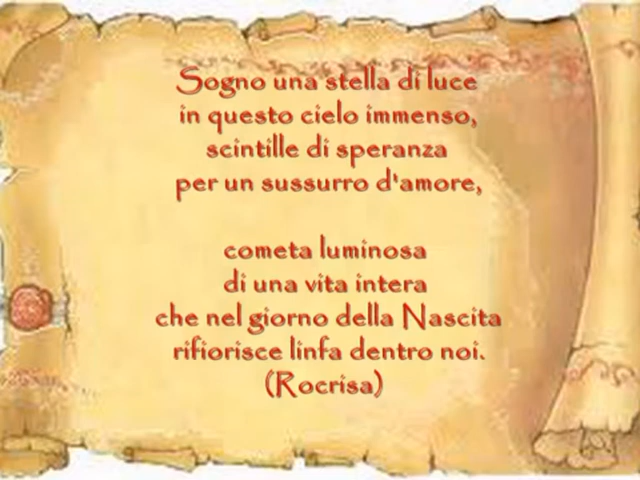 Sogno una stella di luce
in questo cielo immenso,
scintille di speranza
per un sussurro d'amore,

cometa luminosa
di una vita intera
che nel giorno della Nascita
rifiorisce linfa dentro noi.
(Rocrisa)